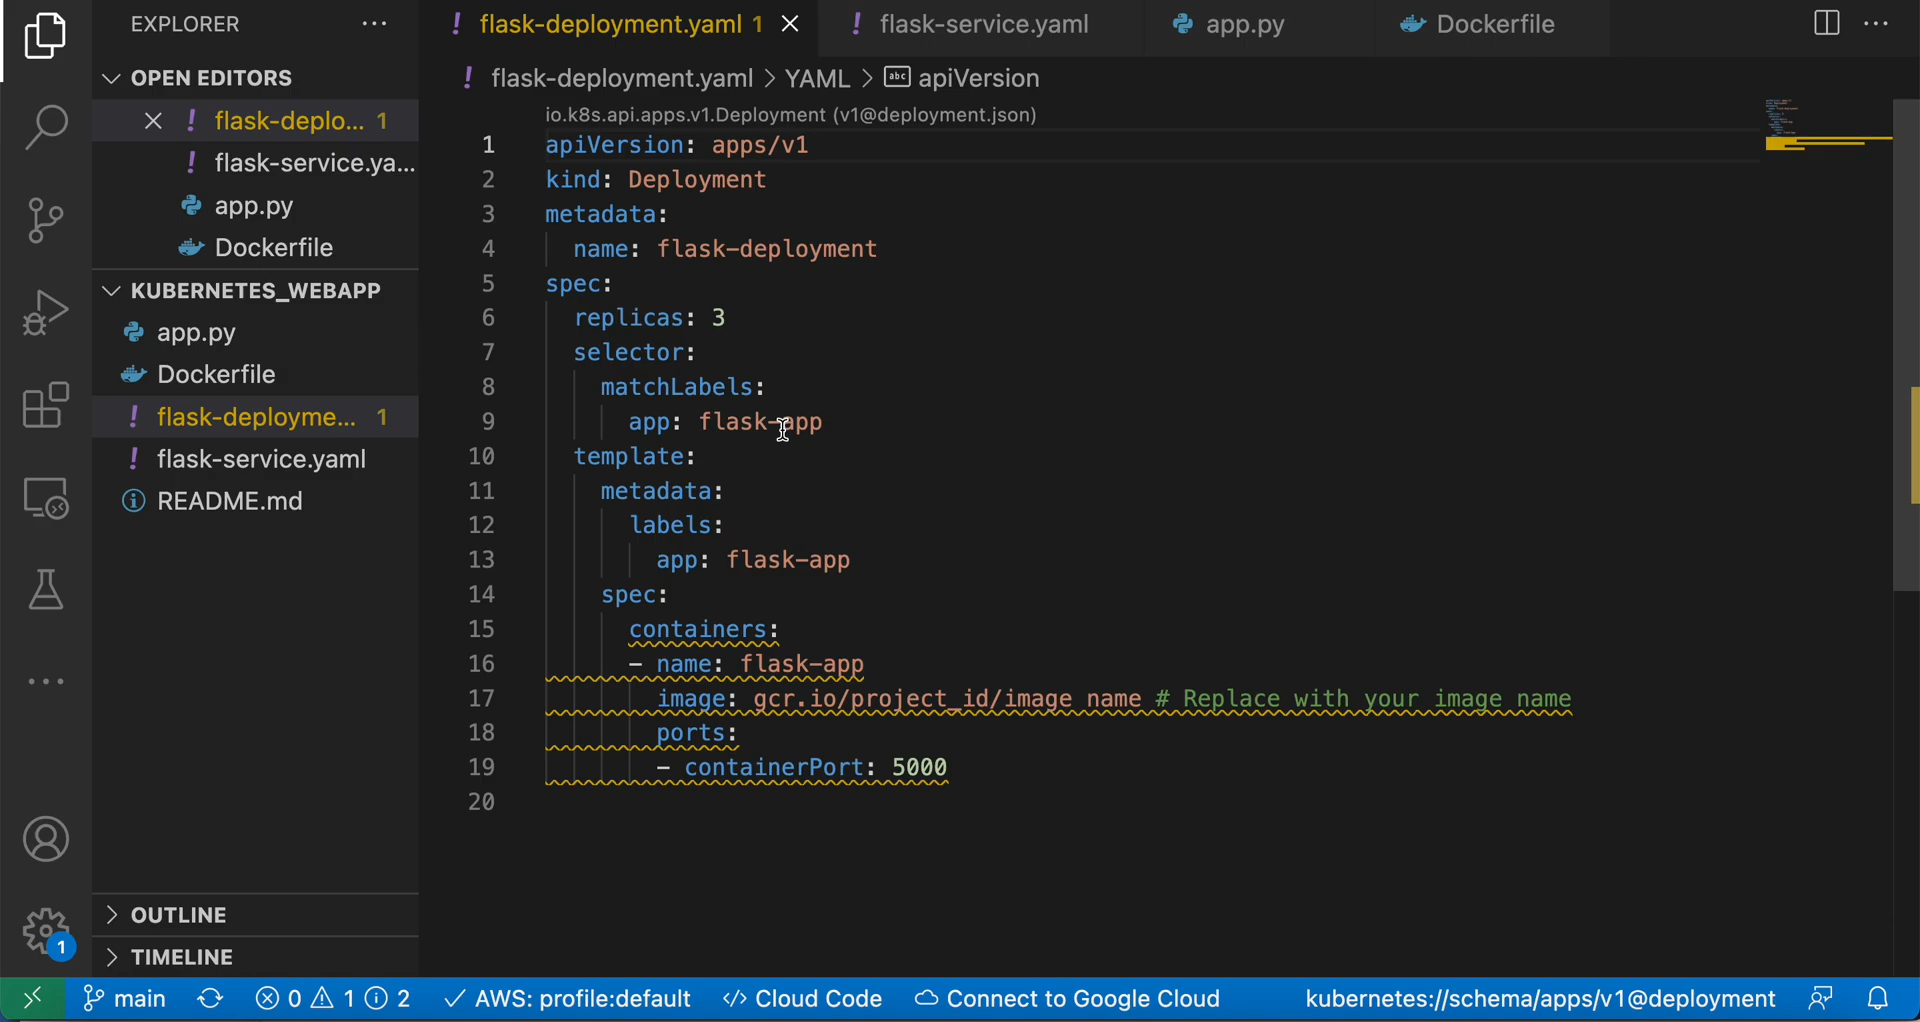 EXPLORER ...
OPEN EDITORS
flask-deplo... 1
flask-service.ya...
app.py
Dockerfile
KUBERNETES_WEBAPP
app.py
Dockerfile
flask-deployme... 1
flask-service.yaml
README.md
OUTLINE
TIMELINE
flask-deployment.yaml 1
flask-service.yaml
app.py
Dockerfile
flask-deployment.yaml > YAML > abc apiVersion
io.k8s.api.apps.v1.Deployment (v1@deployment.json)
1 apiVersion: apps/v1
2 kind: Deployment
3 metadata:
4 name: flask-deployment
5 spec:
6 replicas: 3
7 selector:
8 matchLabels:
9 app: flask-app
10 template:
11 metadata:
12 labels:
13 app: flask-app
14 spec:
15 containers:
16 - name: flask-app
17 image: gcr.io/project_id/image name # Replace with your image name
18 ports:
19 - containerPort: 5000
20
1
main 0 1 2 AWS: profile:default Cloud Code Connect to Google Cloud kubernetes://schema/apps/v1@deployment